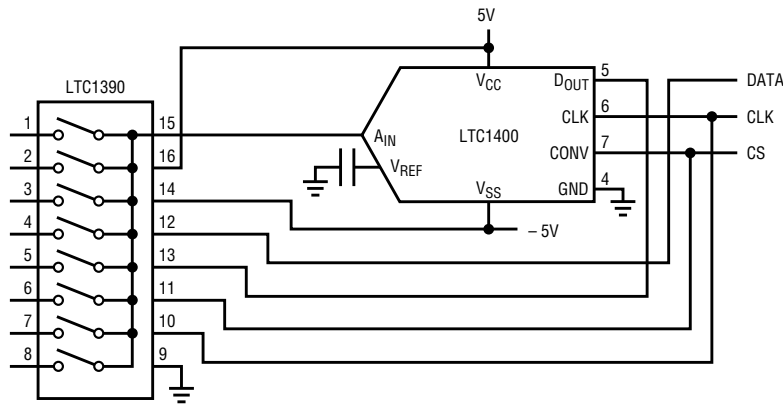 5V
LTC1390
VCC
DOUT
5
DATA
1
15
CLK
6
CLK
AIN
LTC1400
2
16
VREF
CONV
7
CS
3
14
VSS
GND
4
4
12
– 5V
5
13
6
11
7
10
8
9